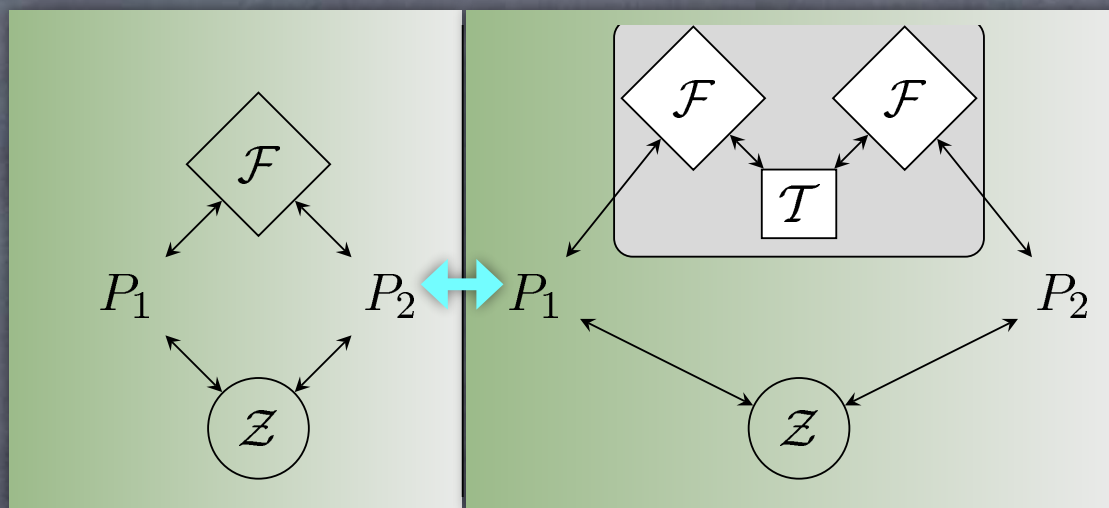 ℱ
P₁ P₂
𝒵
ℱ ℱ
𝒯
P₁ P₂
𝒵